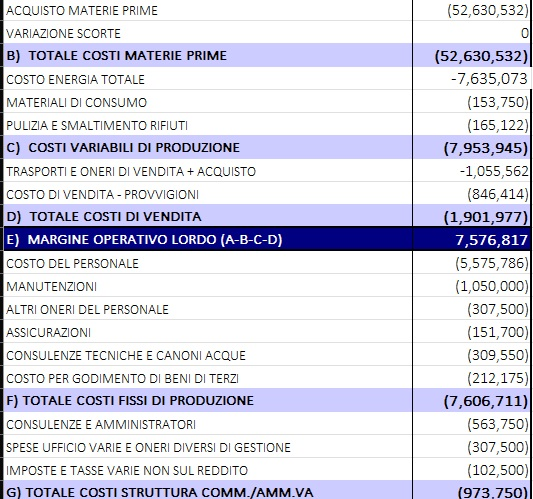 ACQUISTO MATERIE PRIME (52,630,532)
VARIAZIONE SCORTE 0
B) TOTALE COSTI MATERIE PRIME (52,630,532)
COSTO ENERGIA TOTALE -7,635,073
MATERIALI DI CONSUMO (153,750)
PULIZIA E SMALTIMENTO RIFIUTI (165,122)
C) COSTI VARIABILI DI PRODUZIONE (7,953,945)
TRASPORTI E ONERI DI VENDITA + ACQUISTO -1,055,562
COSTO DI VENDITA - PROVVIGIONI (846,414)
D) TOTALE COSTI DI VENDITA (1,901,977)
E) MARGINE OPERATIVO LORDO (A-B-C-D) 7,576,817
COSTO DEL PERSONALE (5,575,786)
MANUTENZIONI (1,050,000)
ALTRI ONERI DEL PERSONALE (307,500)
ASSICURAZIONI (151,700)
CONSULENZE TECNICHE E CANONI ACQUE (309,550)
COSTO PER GODIMENTO DI BENI DI TERZI (212,175)
F) TOTALE COSTI FISSI DI PRODUZIONE (7,606,711)
CONSULENZE E AMMINISTRATORI (563,750)
SPESE UFFICIO VARIE E ONERI DIVERSI DI GESTIONE (307,500)
IMPOSTE E TASSE VARIE NON SUL REDDITO (102,500)
G) TOTALE COSTI STRUTTURA COMM./AMM.VA (973,750)